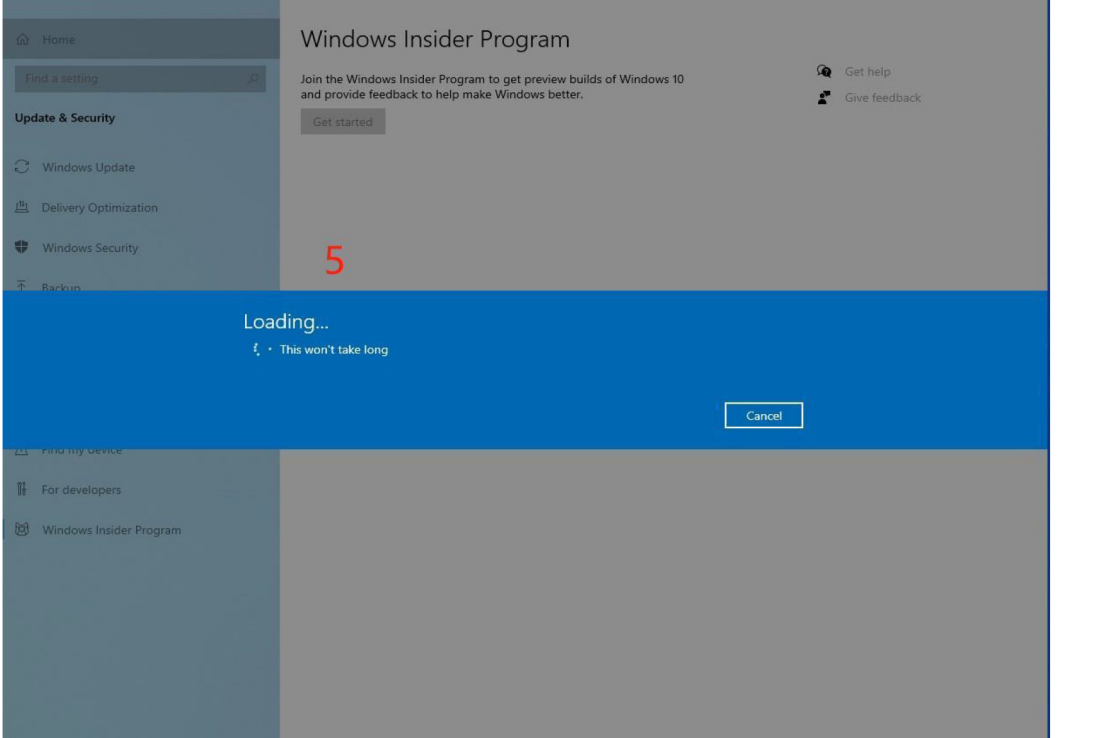 Home
Find a setting
Update & Security
Windows Update
Delivery Optimization
Windows Security
Backup
Windows Insider Program
Join the Windows Insider Program to get preview builds of Windows 10
and provide feedback to help make Windows better.
Get started
Get help
Give feedback
5
Loading...
This won't take long
Cancel
Find my device
For developers
Windows Insider Program